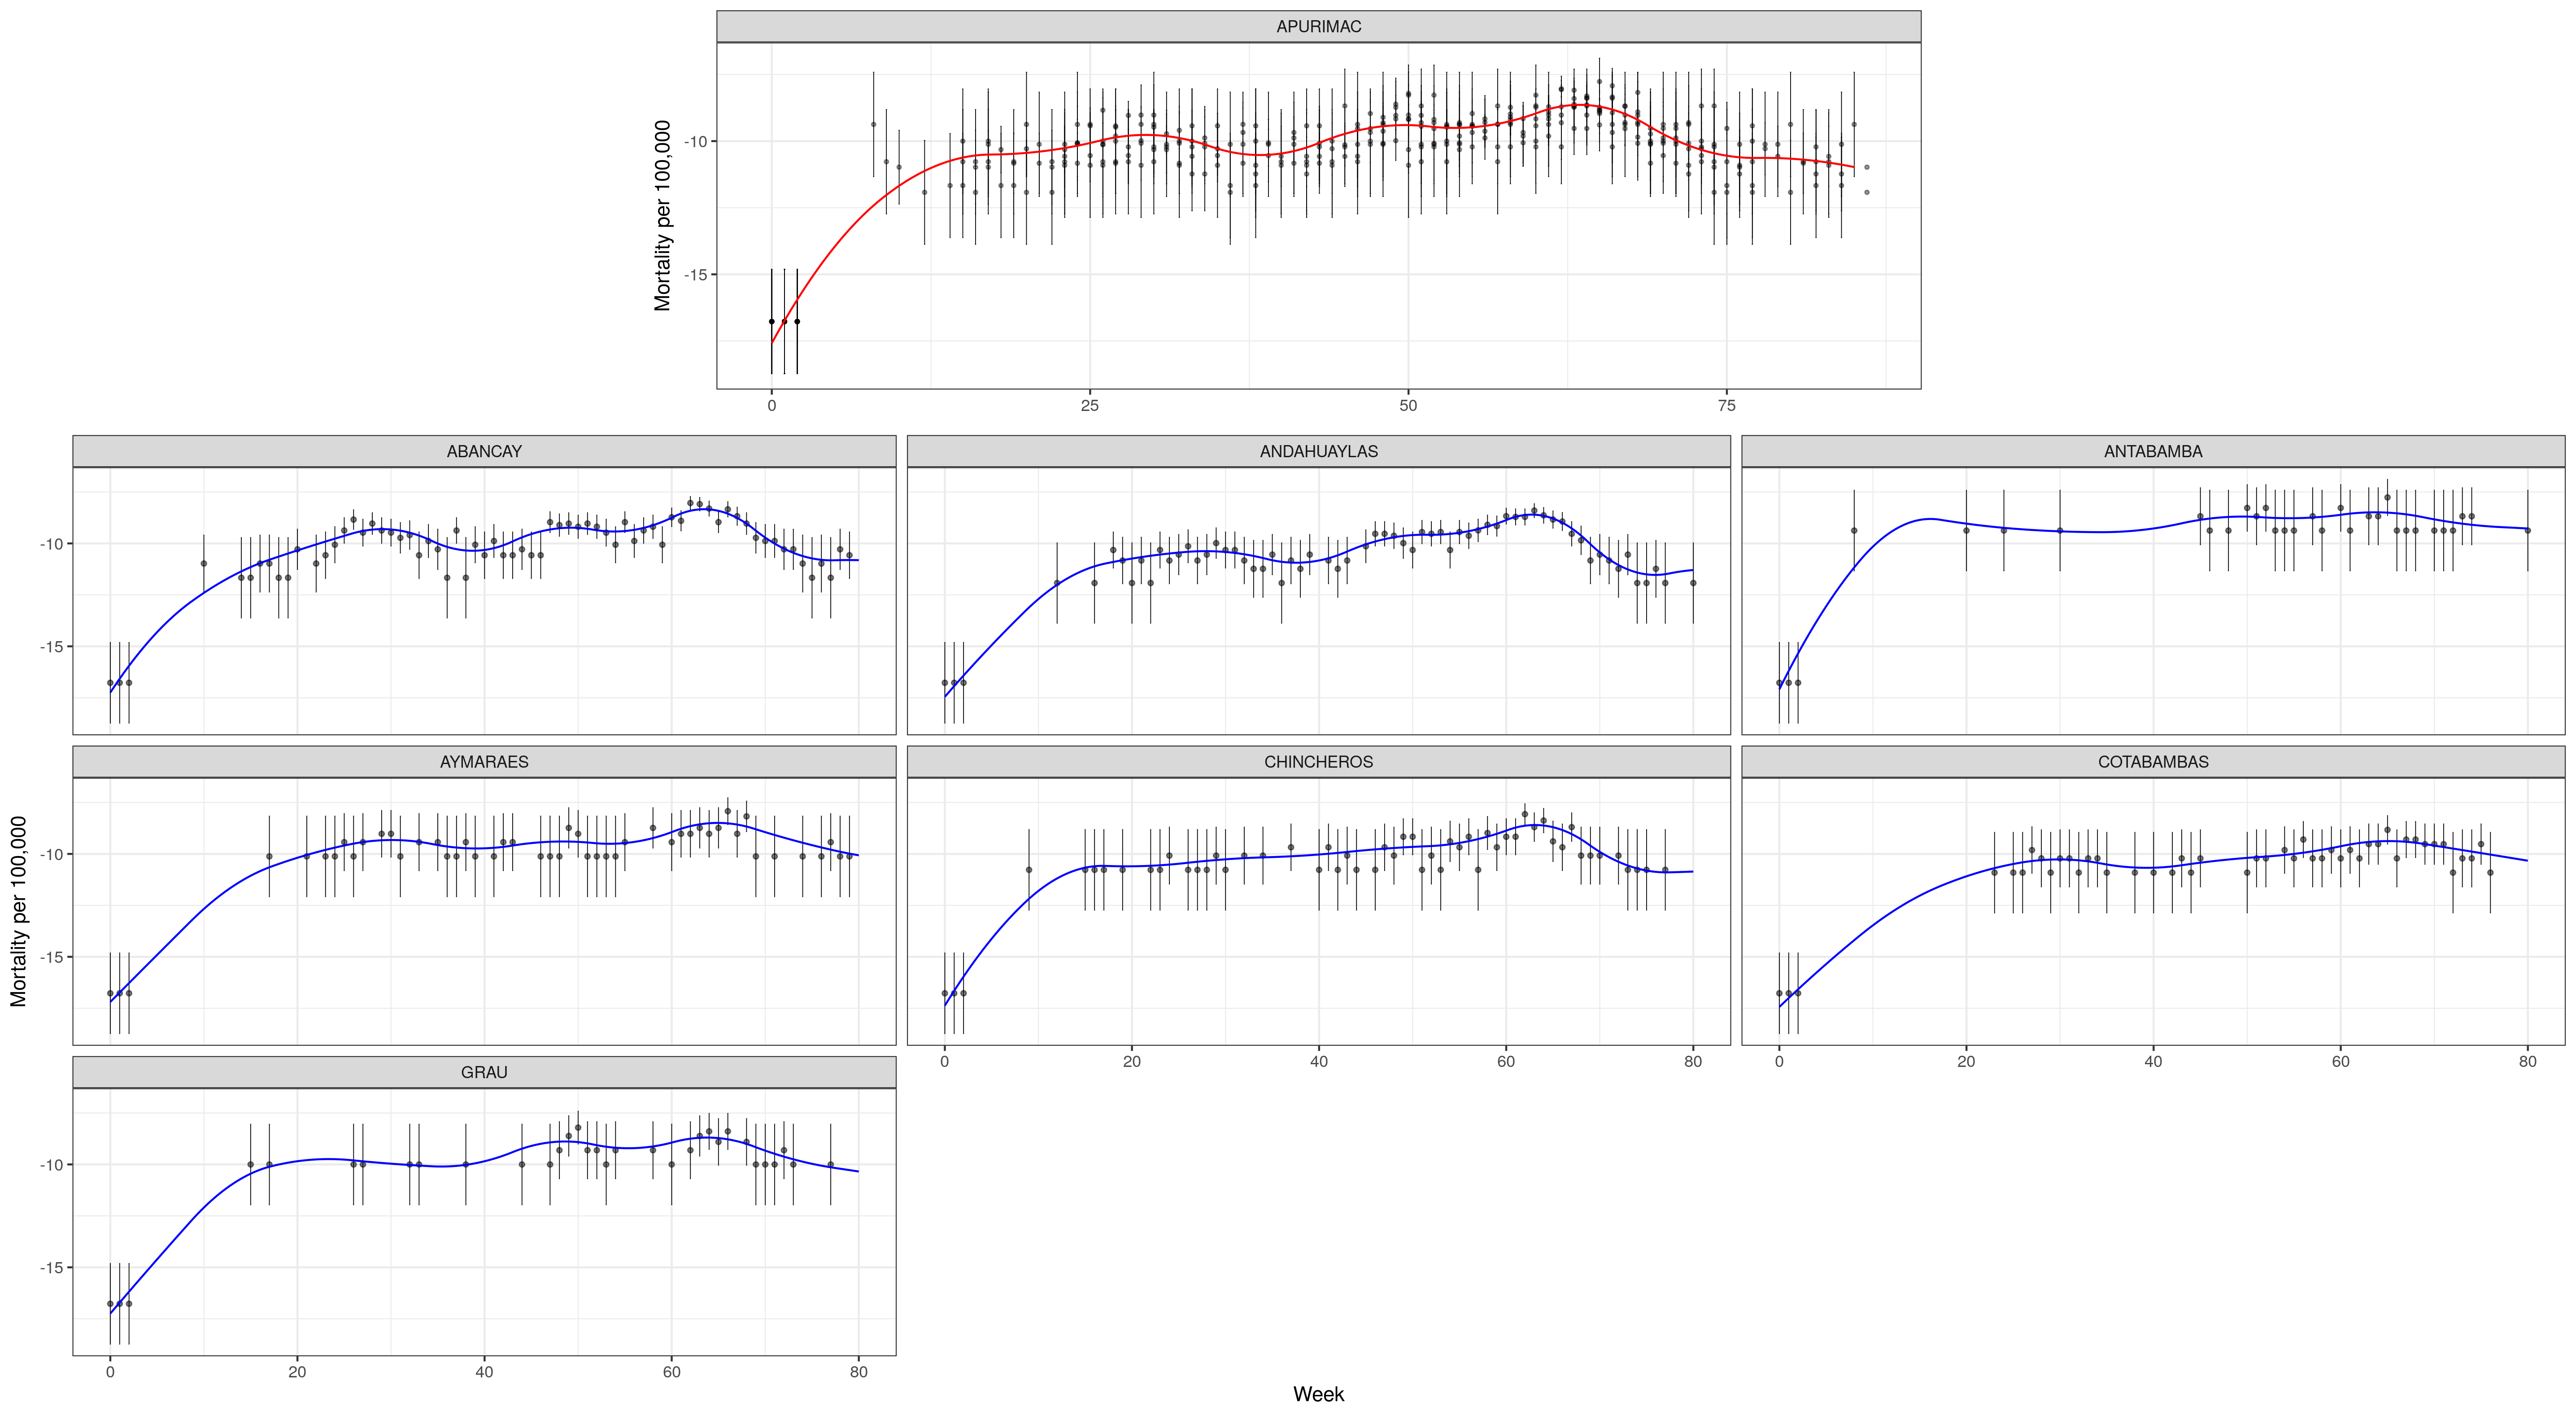 APURIMAC
Mortality per 100,000
-10
-15
0 25 50 75
ABANCAY ANDAHUAYLAS ANTABAMBA
-10
-15
AYMARAES CHINCHEROS COTABAMBAS
Mortality per 100,000
-10
-15
0 20 40 60 80 0 20 40 60 80
GRAU
-10
-15
0 20 40 60 80
Week